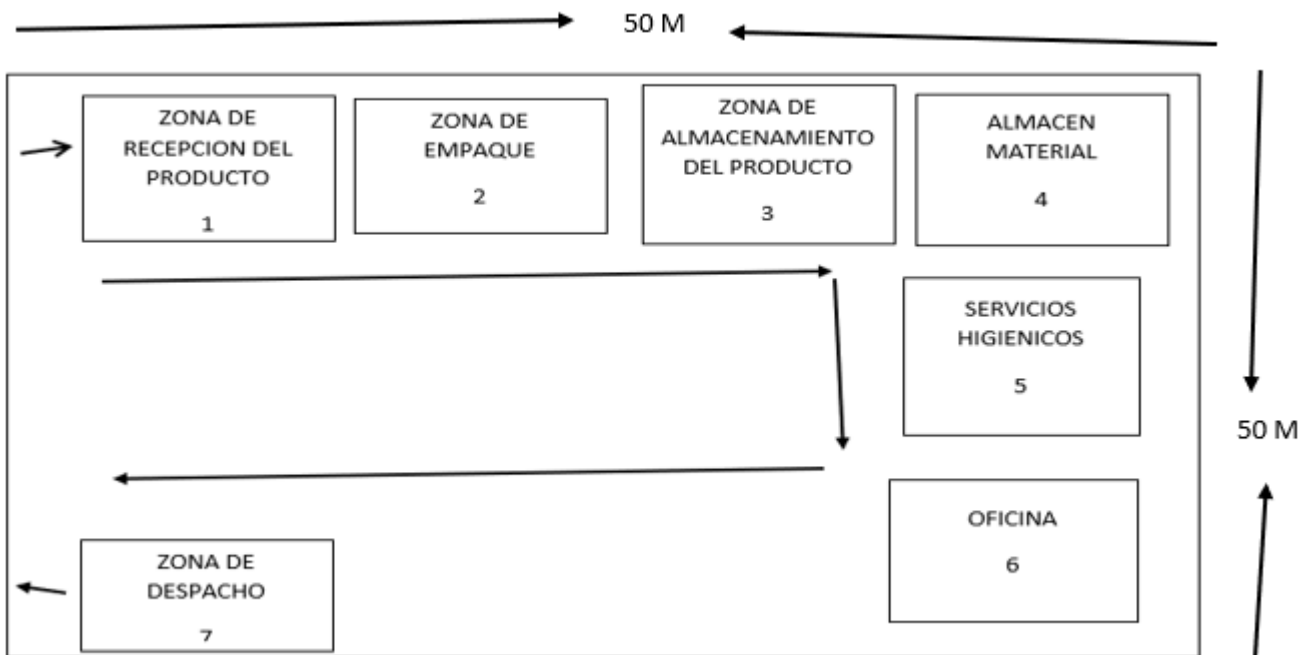 50 M
ZONA DE
RECEPCION DEL
PRODUCTO
1
ZONA DE
EMPAQUE
2
ZONA DE
ALMACENAMIENTO
DEL PRODUCTO
3
ALMACEN
MATERIAL
4
SERVICIOS
HIGIENICOS
5
50 M
OFICINA
6
ZONA DE
DESPACHO
7